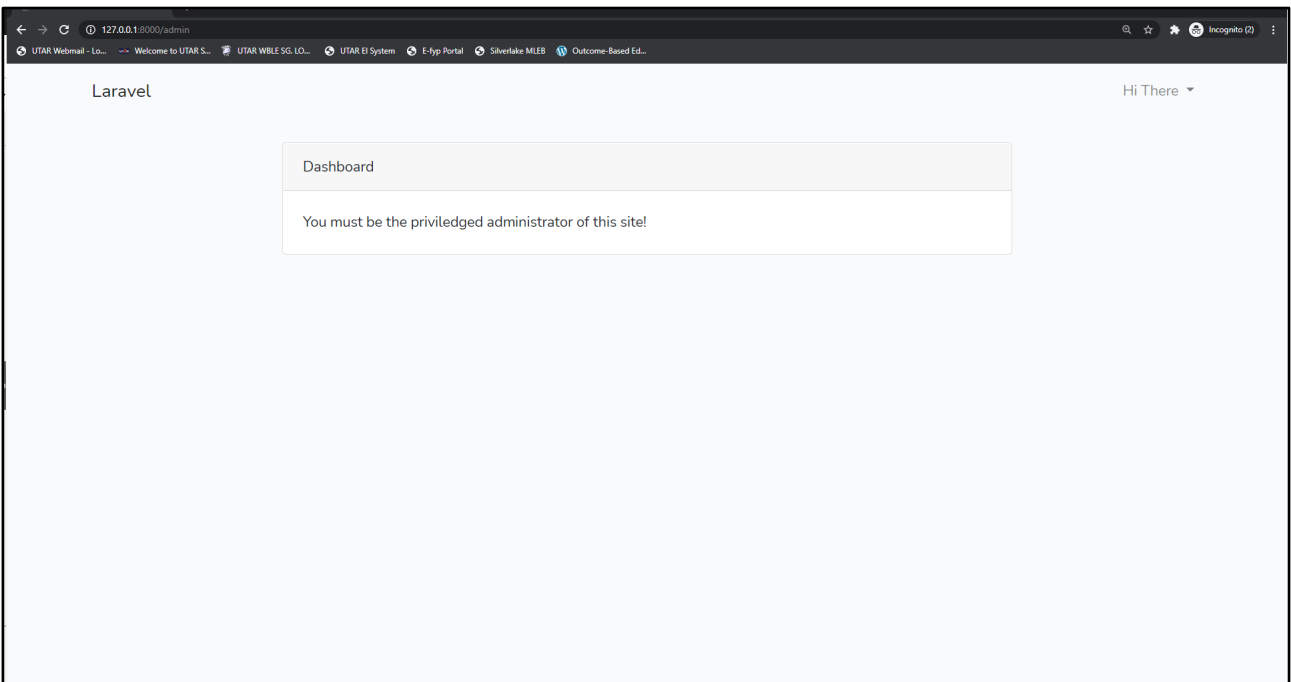 127.0.0.1:8000/admin
Incognito (2)
UTAR Webmail - Lo... Welcome to UTAR S... UTAR WBLE SG. LO... UTAR EI System E-fyp Portal Silverlake MLEB Outcome-Based Ed...
Laravel Hi There
Dashboard
You must be the priviledged administrator of this site!